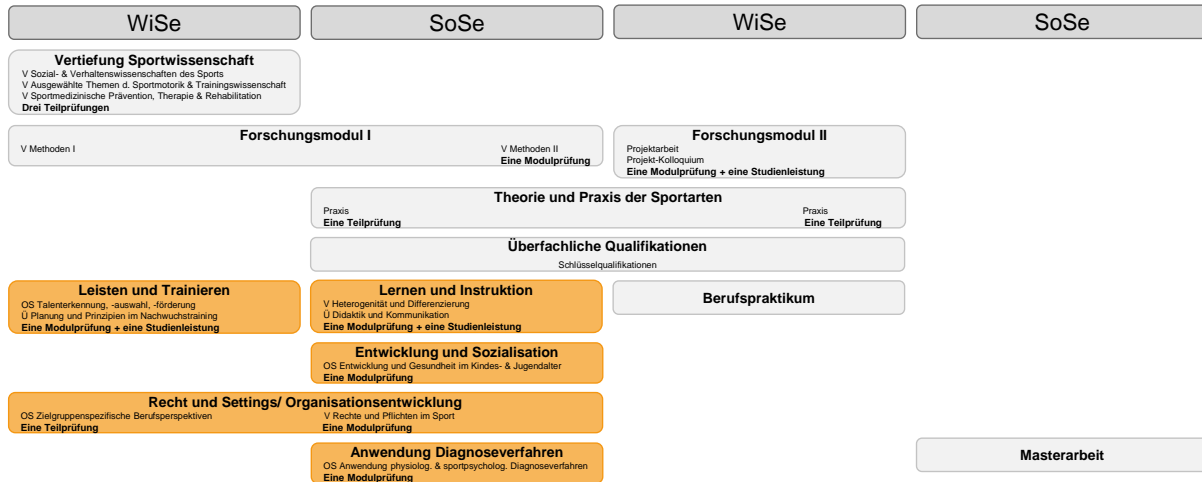 WiSe
SoSe
WiSe
SoSe
Vertiefung Sportwissenschaft
V Sozial- & Verhaltenswissenschaften des Sports
V Ausgewählte Themen d. Sportmotorik & Trainingswissenschaft
V Sportmedizinische Prävention, Therapie & Rehabilitation
Drei Teilprüfungen
Forschungsmodul I
V Methoden I
V Methoden II
Eine Modulprüfung
Forschungsmodul II
Projektarbeit
Projekt-Kolloquium
Eine Modulprüfung + eine Studienleistung
Theorie und Praxis der Sportarten
Praxis
Eine Teilprüfung
Praxis
Eine Teilprüfung
Überfachliche Qualifikationen
Schlüsselqualifikationen
Leisten und Trainieren
OS Talenterkennung, -auswahl, -förderung
Ü Planung und Prinzipien im Nachwuchstraining
Eine Modulprüfung + eine Studienleistung
Lernen und Instruktion
V Heterogenität und Differenzierung
Ü Didaktik und Kommunikation
Eine Modulprüfung + eine Studienleistung
Berufspraktikum
Entwicklung und Sozialisation
OS Entwicklung und Gesundheit im Kindes- & Jugendalter
Eine Modulprüfung
Recht und Settings/ Organisationsentwicklung
OS Zielgruppenspezifische Berufsperspektiven
Eine Teilprüfung
V Rechte und Pflichten im Sport
Eine Modulprüfung
Anwendung Diagnoseverfahren
OS Anwendung physiolog. & sportpsycholog. Diagnoseverfahren
Eine Modulprüfung
Masterarbeit